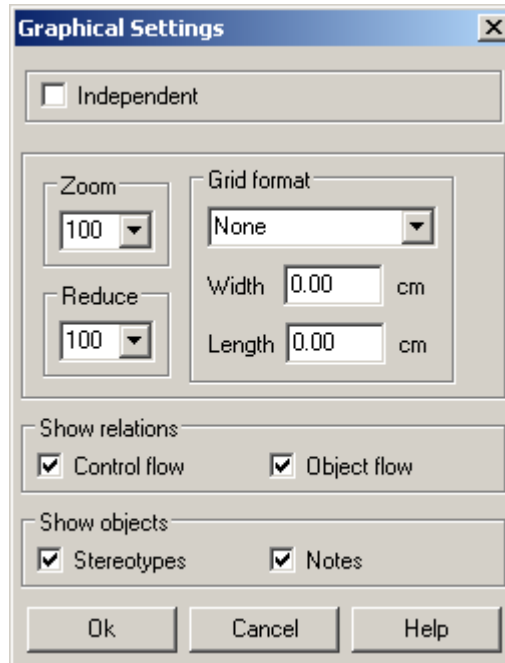 Graphical Settings
Independent
Zoom
100
Reduce
100
Grid format
None
Width 0.00 cm
Length 0.00 cm
Show relations
Control flow Object flow
Show objects
Stereotypes Notes
Ok Cancel Help